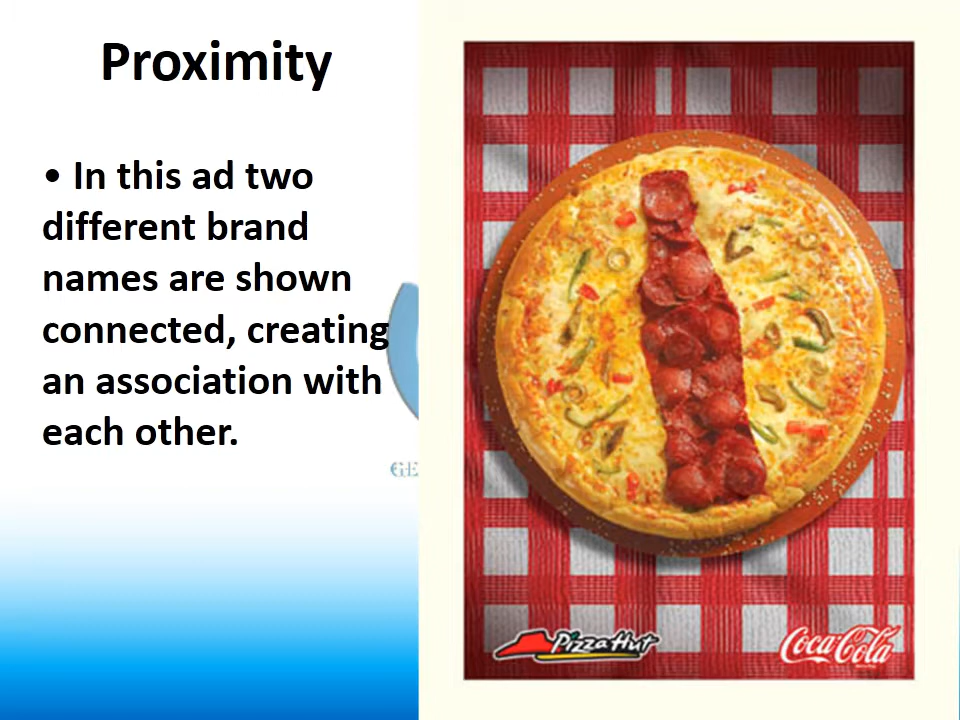 Proximity
• In this ad two
different brand
names are shown
connected, creating
an association with
each other.
GE
Pizza Hut
Coca-Cola